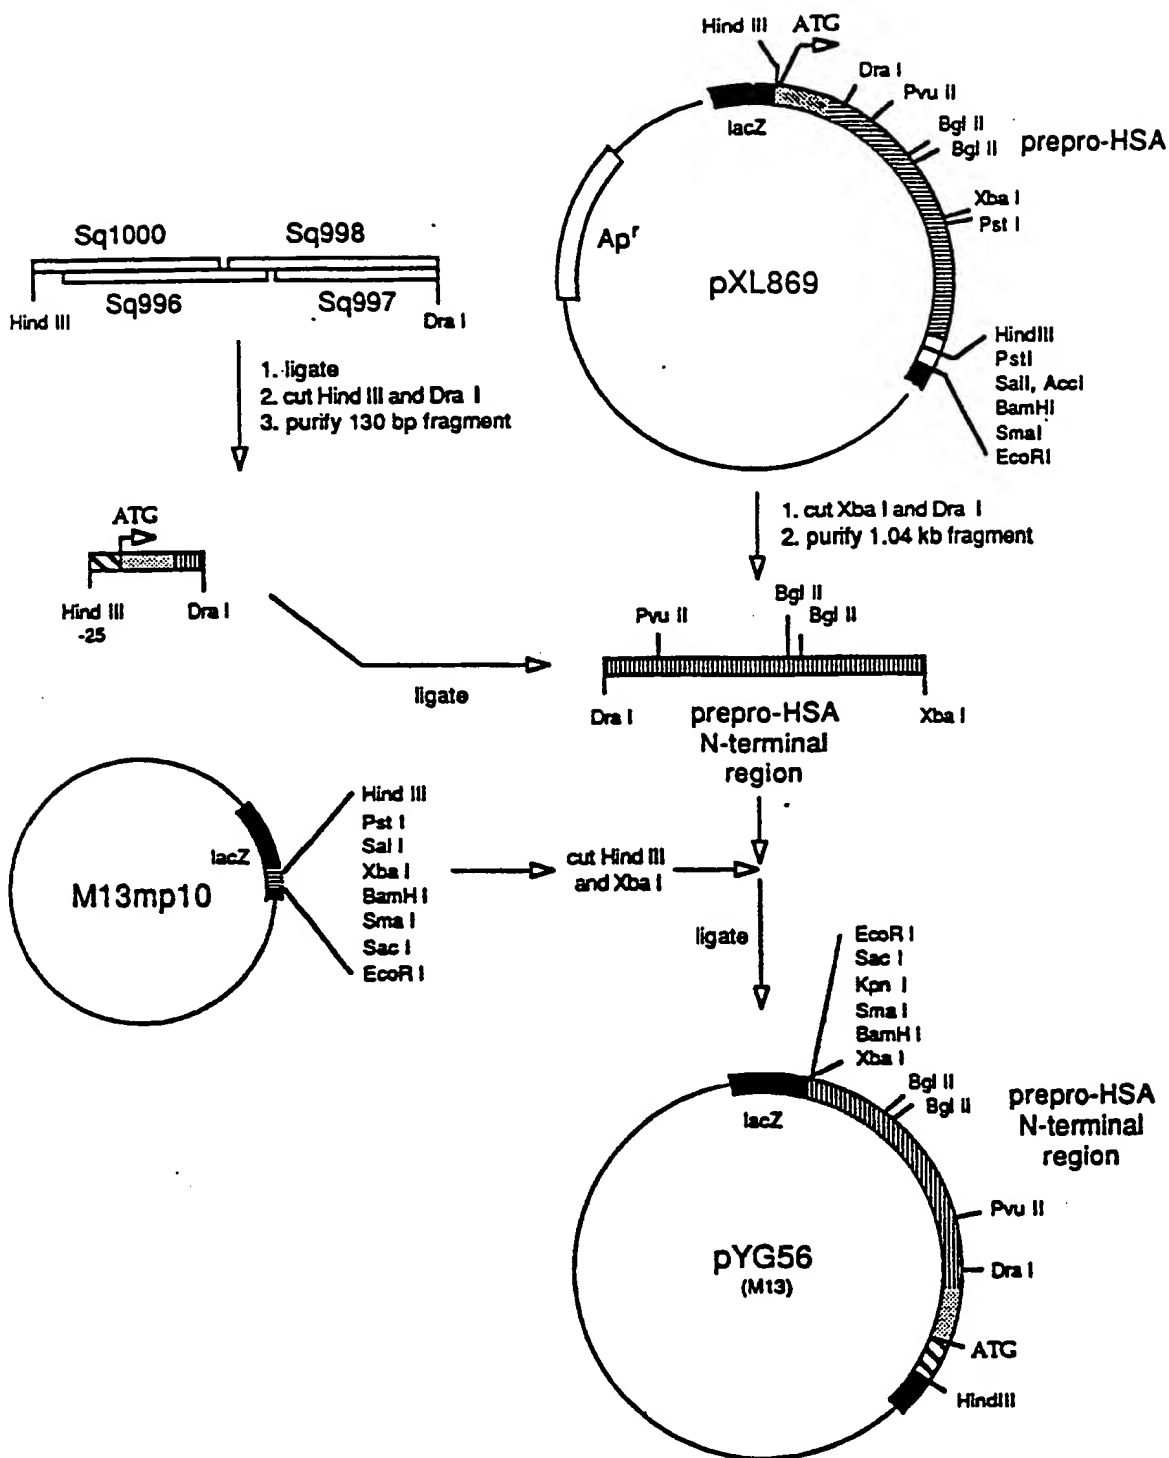 Hind III
ATG
Dra I
Pvu II
Bgl II
Bgl II
prepro-HSA
lacZ
Xba I
Pst I
Apr
pXL869
Sq1000
Sq998
Sq996
Sq997
Hind III
Dra I
HindIII
PstI
SalI, AccI
BamHI
SmaI
EcoRI
1. ligate
2. cut Hind III and Dra I
3. purify 130 bp fragment
1. cut Xba I and Dra I
2. purify 1.04 kb fragment
ATG
Hind III
-25
Dra I
Pvu II
Bgl II
Bgl II
ligate
Dra I
Xba I
prepro-HSA
N-terminal
region
M13mp10
lacZ
Hind III
Pst I
Sal I
Xba I
BamH I
Sma I
Sac I
EcoR I
cut Hind III
and Xba I
ligate
EcoR I
Sac I
Kpn I
Sma I
BamH I
Xba I
Bgl II
Bgl II
prepro-HSA
N-terminal
region
lacZ
Pvu II
pYG56
(M13)
Dra I
ATG
HindIII